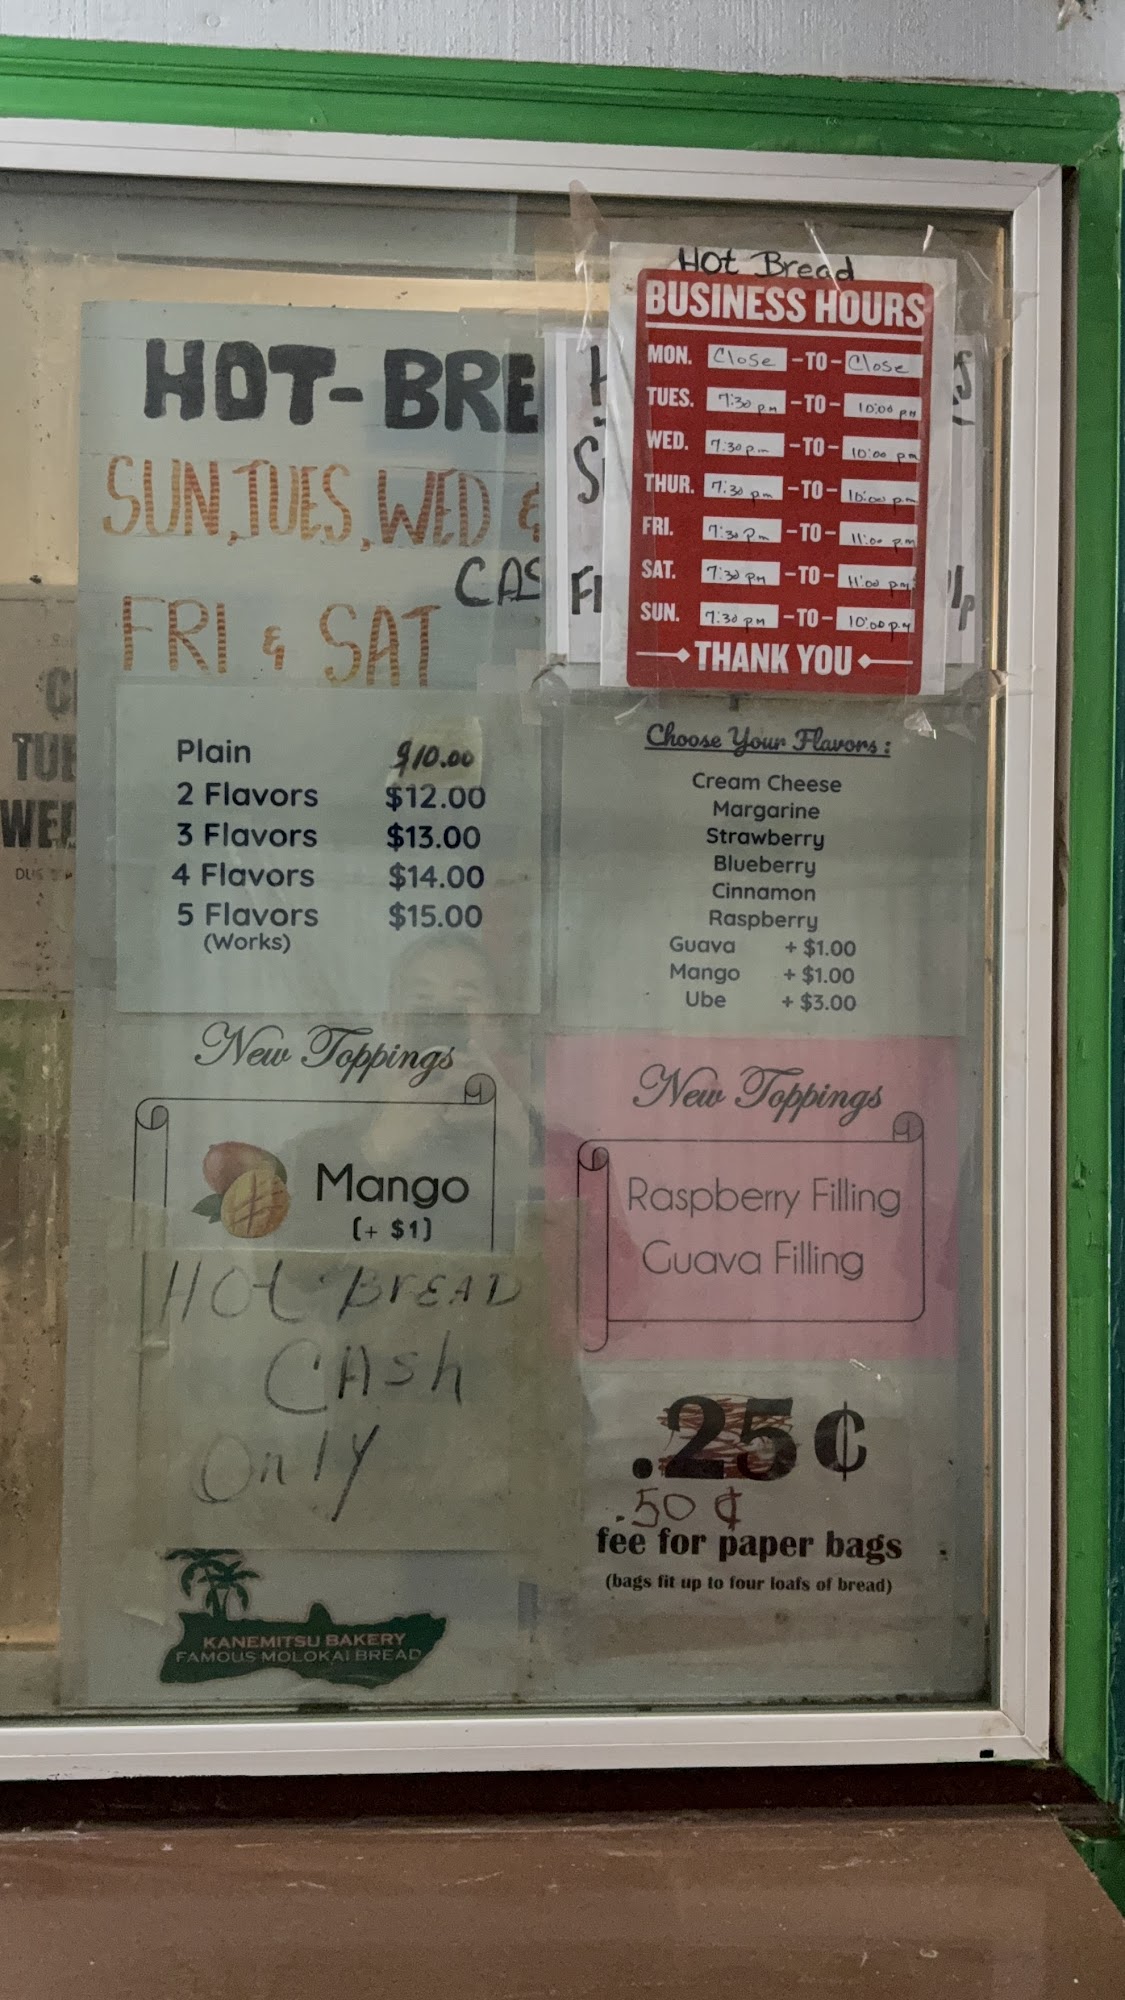 Hot Bread
BUSINESS HOURS
MON. Close -TO- Close
TUES. 7:30 pm -TO- 10:00 pm
WED. 7:30 pm -TO- 10:00 pm
THUR. 7:30 pm -TO- 10:00 pm
FRI. 7:30 pm -TO- 11:00 pm
SAT. 7:30 pm -TO- 11:00 pm
SUN. 7:30 pm -TO- 10:00 p.m
THANK YOU
HOT-BRE
SUN, TUES, WED &
CAS
FRI & SAT
TUE
WED
Plain $10.00
2 Flavors $12.00
3 Flavors $13.00
4 Flavors $14.00
5 Flavors $15.00
(Works)
Choose Your Flavors:
Cream Cheese
Margarine
Strawberry
Blueberry
Cinnamon
Raspberry
Guava + $1.00
Mango + $1.00
Ube + $3.00
New Toppings
Mango
(+ $1)
New Toppings
Raspberry Filling
Guava Filling
HOt-BrEAD
CAsh
Only
.25¢
.50¢
fee for paper bags
(bags fit up to four loafs of bread)
KANEMITSU BAKERY
FAMOUS MOLOKAI BREAD